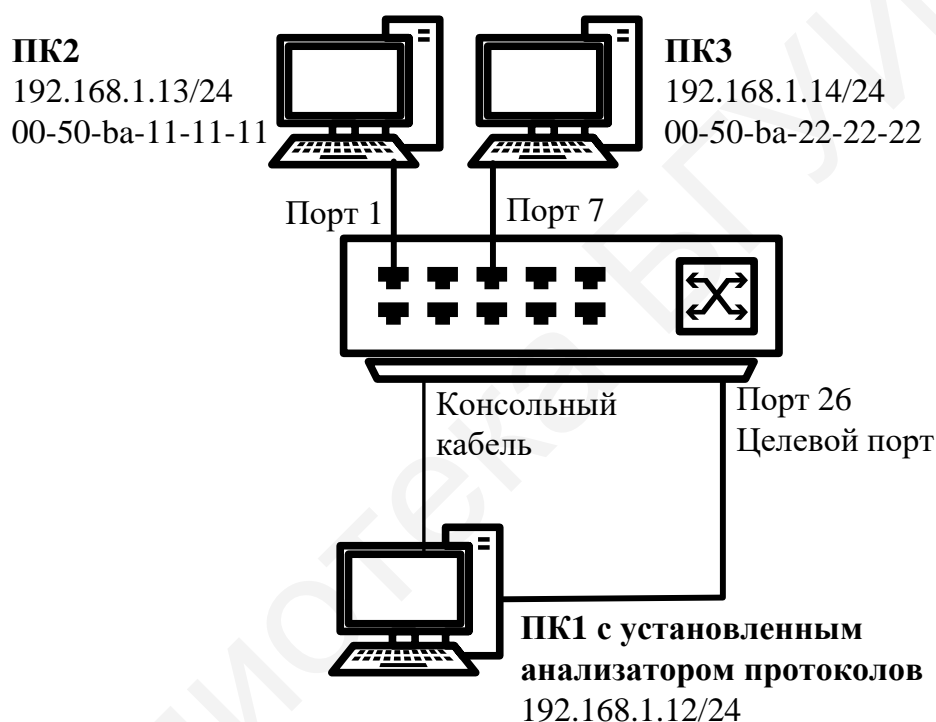 ПК2
192.168.1.13/24
00-50-ba-11-11-11
ПК3
192.168.1.14/24
00-50-ba-22-22-22
Порт 1
Порт 7
Консольный
кабель
Порт 26
Целевой порт
ПК1 с установленным
анализатором протоколов
192.168.1.12/24